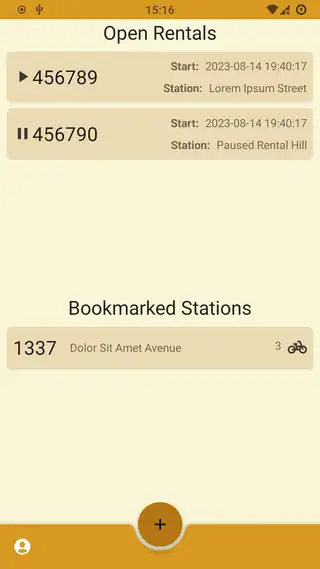 15:16
Open Rentals
456789
Start: 2023-08-14 19:40:17
Station: Lorem Ipsum Street
456790
Start: 2023-08-14 19:40:17
Station: Paused Rental Hill
Bookmarked Stations
1337 Dolor Sit Amet Avenue 3
+